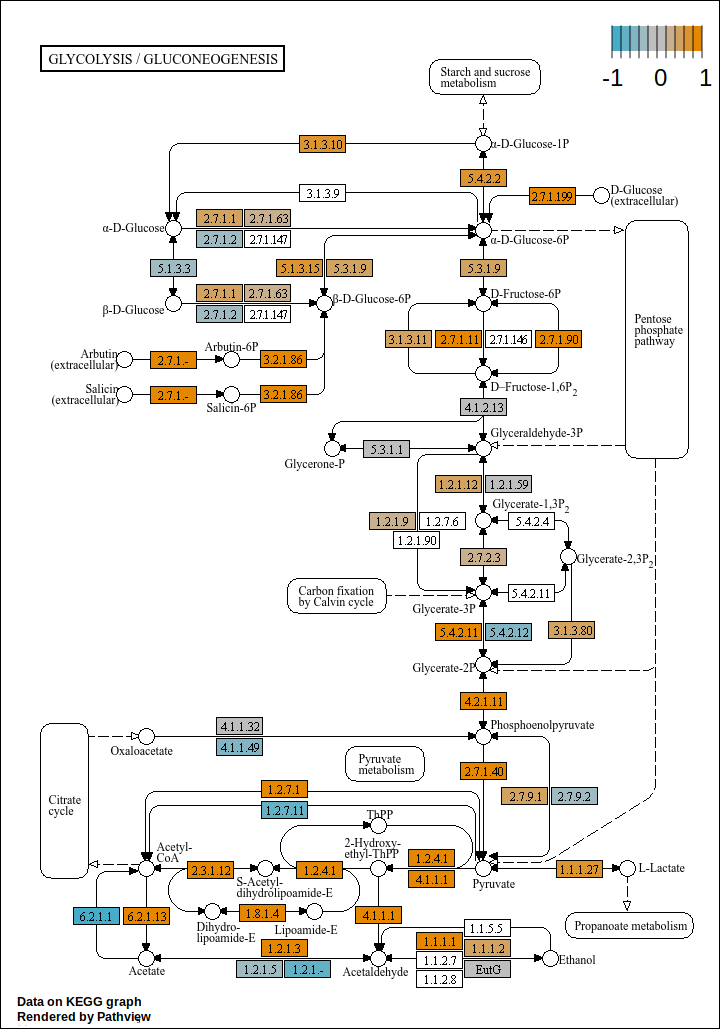 GLYCOLYSIS / GLUCONEOGENESIS
-1 0 1
Starch and sucrose
metabolism
3.1.3.10
α-D-Glucose-1P
5.4.2.2
3.1.3.9
2.7.1.199
D-Glucose
(extracellular)
2.7.1.1 2.7.1.63
α-D-Glucose
2.7.1.2 2.7.1.147
α-D-Glucose-6P
5.1.3.3
5.1.3.15 5.3.1.9
5.3.1.9
2.7.1.1 2.7.1.63
β-D-Glucose
2.7.1.2 2.7.1.147
β-D-Glucose-6P
D-Fructose-6P
Pentose
phosphate
pathway
3.1.3.11 2.7.1.11 2.7.1.146 2.7.1.90
Arbutin
(extracellular)
2.7.1.-
Arbutin-6P
3.2.1.86
D-Fructose-1,6P2
Salicin
(extracellular)
2.7.1.-
Salicin-6P
3.2.1.86
4.1.2.13
Glyceraldehyde-3P
5.3.1.1
Glycerone-P
1.2.1.12 1.2.1.59
Glycerate-1,3P2
1.2.1.9 1.2.7.6
1.2.1.90
5.4.2.4
2.7.2.3
Glycerate-2,3P2
Carbon fixation
by Calvin cycle
5.4.2.11
Glycerate-3P
5.4.2.11 5.4.2.12
3.1.3.80
Glycerate-2P
4.2.1.11
4.1.1.32
Oxaloacetate
4.1.1.49
Phosphoenolpyruvate
Pyruvate
metabolism
2.7.1.40
Citrate
cycle
1.2.7.1
1.2.7.11
2.7.9.1 2.7.9.2
ThPP
Acetyl-
CoA
2-Hydroxy-
ethyl-ThPP
2.3.1.12
1.2.4.1
1.2.4.1
4.1.1.1
S-Acetyl-
dihydrolipoamide-E
Pyruvate
1.1.1.27
L-Lactate
6.2.1.1 6.2.1.13
1.8.1.4
Dihydro-
lipoamide-E
Lipoamide-E
4.1.1.1
Propanoate metabolism
1.2.1.3
1.2.1.5 1.2.1.-
Acetate
Acetaldehyde
1.1.5.5
1.1.1.1 1.1.1.2
1.1.2.7 EutG
1.1.2.8
Ethanol
Data on KEGG graph
Rendered by Pathview